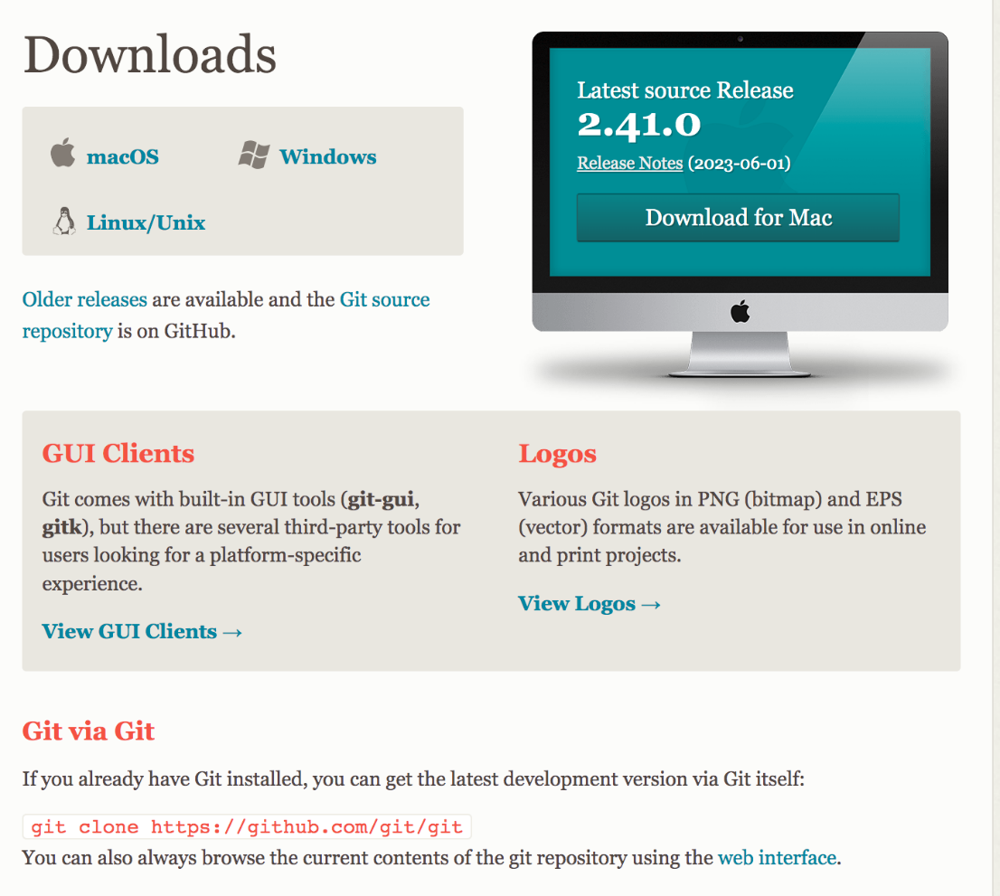 Downloads
macOS
Windows
Linux/Unix
Older releases are available and the Git source
repository is on GitHub.
Latest source Release
2.41.0
Release Notes (2023-06-01)
Download for Mac
GUI Clients
Git comes with built-in GUI tools (git-gui,
gitk), but there are several third-party tools for
users looking for a platform-specific
experience.
View GUI Clients →
Logos
Various Git logos in PNG (bitmap) and EPS
(vector) formats are available for use in online
and print projects.
View Logos →
Git via Git
If you already have Git installed, you can get the latest development version via Git itself:
git clone https://github.com/git/git
You can also always browse the current contents of the git repository using the web interface.